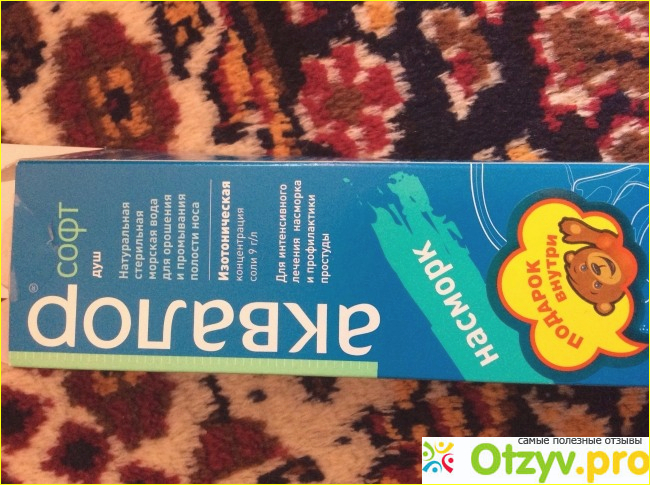 аквалор®
софт
душ
Натуральная
стерильная
морская вода
для орошения
и промывания
полости носа
Изотоническая
концентрация
соли 7 г/л
Для интенсивного
лечения насморка
и профилактики
простуды
насморк
ПОДАРОК
внутри
самые полезные отзывы
Otzyv.pro